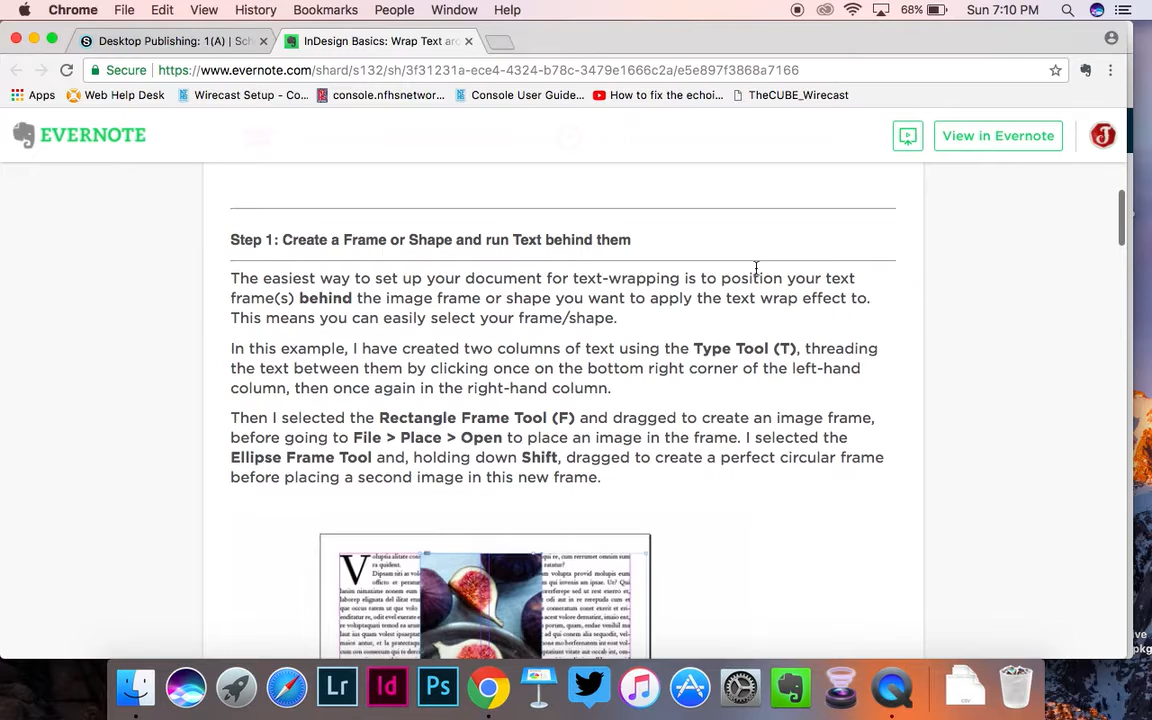 Chrome File Edit View History Bookmarks People Window Help 68% Sun 7:10 PM
Desktop Publishing: 1(A) | Sch InDesign Basics: Wrap Text aro
Secure https://www.evernote.com/shard/s132/sh/3f31231a-ece4-4324-b78c-3479e1666c2a/e5e897f3868a7166
Apps Web Help Desk Wirecast Setup - Co... console.nfhsnetwor... Console User Guide... How to fix the echoi... TheCUBE_Wirecast
EVERNOTE View in Evernote
Step 1: Create a Frame or Shape and run Text behind them
The easiest way to set up your document for text-wrapping is to position your text
frame(s) behind the image frame or shape you want to apply the text wrap effect to.
This means you can easily select your frame/shape.
In this example, I have created two columns of text using the Type Tool (T), threading
the text between them by clicking once on the bottom right corner of the left-hand
column, then once again in the right-hand column.
Then I selected the Rectangle Frame Tool (F) and dragged to create an image frame,
before going to File > Place > Open to place an image in the frame. I selected the
Ellipse Frame Tool and, holding down Shift, dragged to create a perfect circular frame
before placing a second image in this new frame.
Lr Id Ps